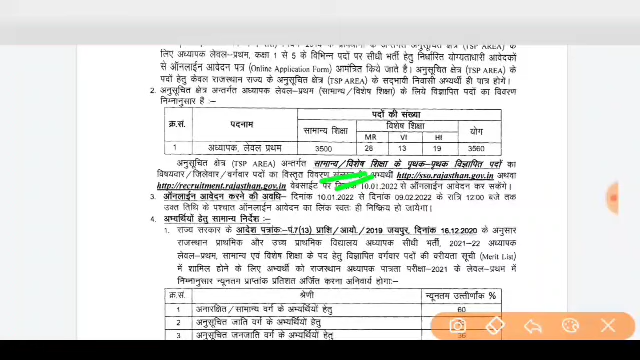 लिए अध्यापक लेवल–प्रथम, कक्षा 1 से 5 के विभिन्न पदों पर सीधी भर्ती हेतु निर्धारित योग्यताधारी आवेदकों
से ऑनलाईन आवेदन पत्र (Online Application Form) आमंत्रित किये जाते है। अनुसूचित क्षेत्र (TSP AREA) के
पदों हेतु केवल राजस्थान राज्य के अनुसूचित क्षेत्र (TSP AREA) के सद्भावी निवासी अभ्यर्थी ही पात्र होगे।
2. अनुसूचित क्षेत्र अन्तर्गत अध्यापक लेवल–प्रथम (सामान्य/विशेष शिक्षा) के लिये विज्ञापित पदों का विवरण
निम्नानुसार है :–
क्र.सं. पदनाम पदों की संख्या
सामान्य शिक्षा विशेष शिक्षा योग
MR VI HI
1 अध्यापक, लेवल प्रथम 3500 28 13 19 3560
अनुसूचित क्षेत्र (TSP AREA) अन्तर्गत सामान्य/विशेष शिक्षा के पृथक–पृथक विज्ञापित पदों का
विषयवार/जिलेवार/वर्गवार पदों का विस्तृत विवरण अभ्यर्थी http://sso.rajasthan.gov.in अथवा
http://recruitment.rajasthan.gov.in वेबसाईट पर दिनांक 10.01.2022 से ऑनलाईन आवेदन कर सकेंगे।
3. ऑनलाईन आवेदन करने की अवधि– दिनांक 10.01.2022 से दिनांक 09.02.2022 के रात्रि 12:00 बजे तक
उक्त तिथि के पश्चात ऑनलाईन आवेदन का लिंक स्वतः ही निष्क्रिय हो जायेगा।
4. अभ्यर्थियों हेतु सामान्य निर्देश:–
1. राज्य सरकार के आदेश पत्रांक: प.7(13) प्राशि/आयो./2019 जयपुर, दिनांक 16.12.2020 के अनुसार
राजस्थान प्राथमिक और उच्च प्राथमिक विद्यालय अध्यापक सीधी भर्ती, 2021-22 अध्यापक
लेवल–प्रथम, सामान्य एवं विशेष शिक्षा के पद हेतु विज्ञापित वर्गवार पदों की वरीयता सूची (Merit List)
में शामिल होने के लिए अभ्यर्थी को राजस्थान अध्यापक पात्रता परीक्षा–2021 के लेवल–प्रथम में
निम्नानुसार न्यूनतम प्राप्तांक प्रतिशत अर्जित करना अनिवार्य होगाः–
क्र.सं. श्रेणी न्यूनतम उत्तीर्णांक %
1 अनारक्षित/सामान्य वर्ग के अभ्यर्थियों हेतु 60
2 अनुसूचित जाति वर्ग के अभ्यर्थियों हेतु
3 अनुसूचित जनजाति वर्ग के अभ्यर्थियों हेतु 36